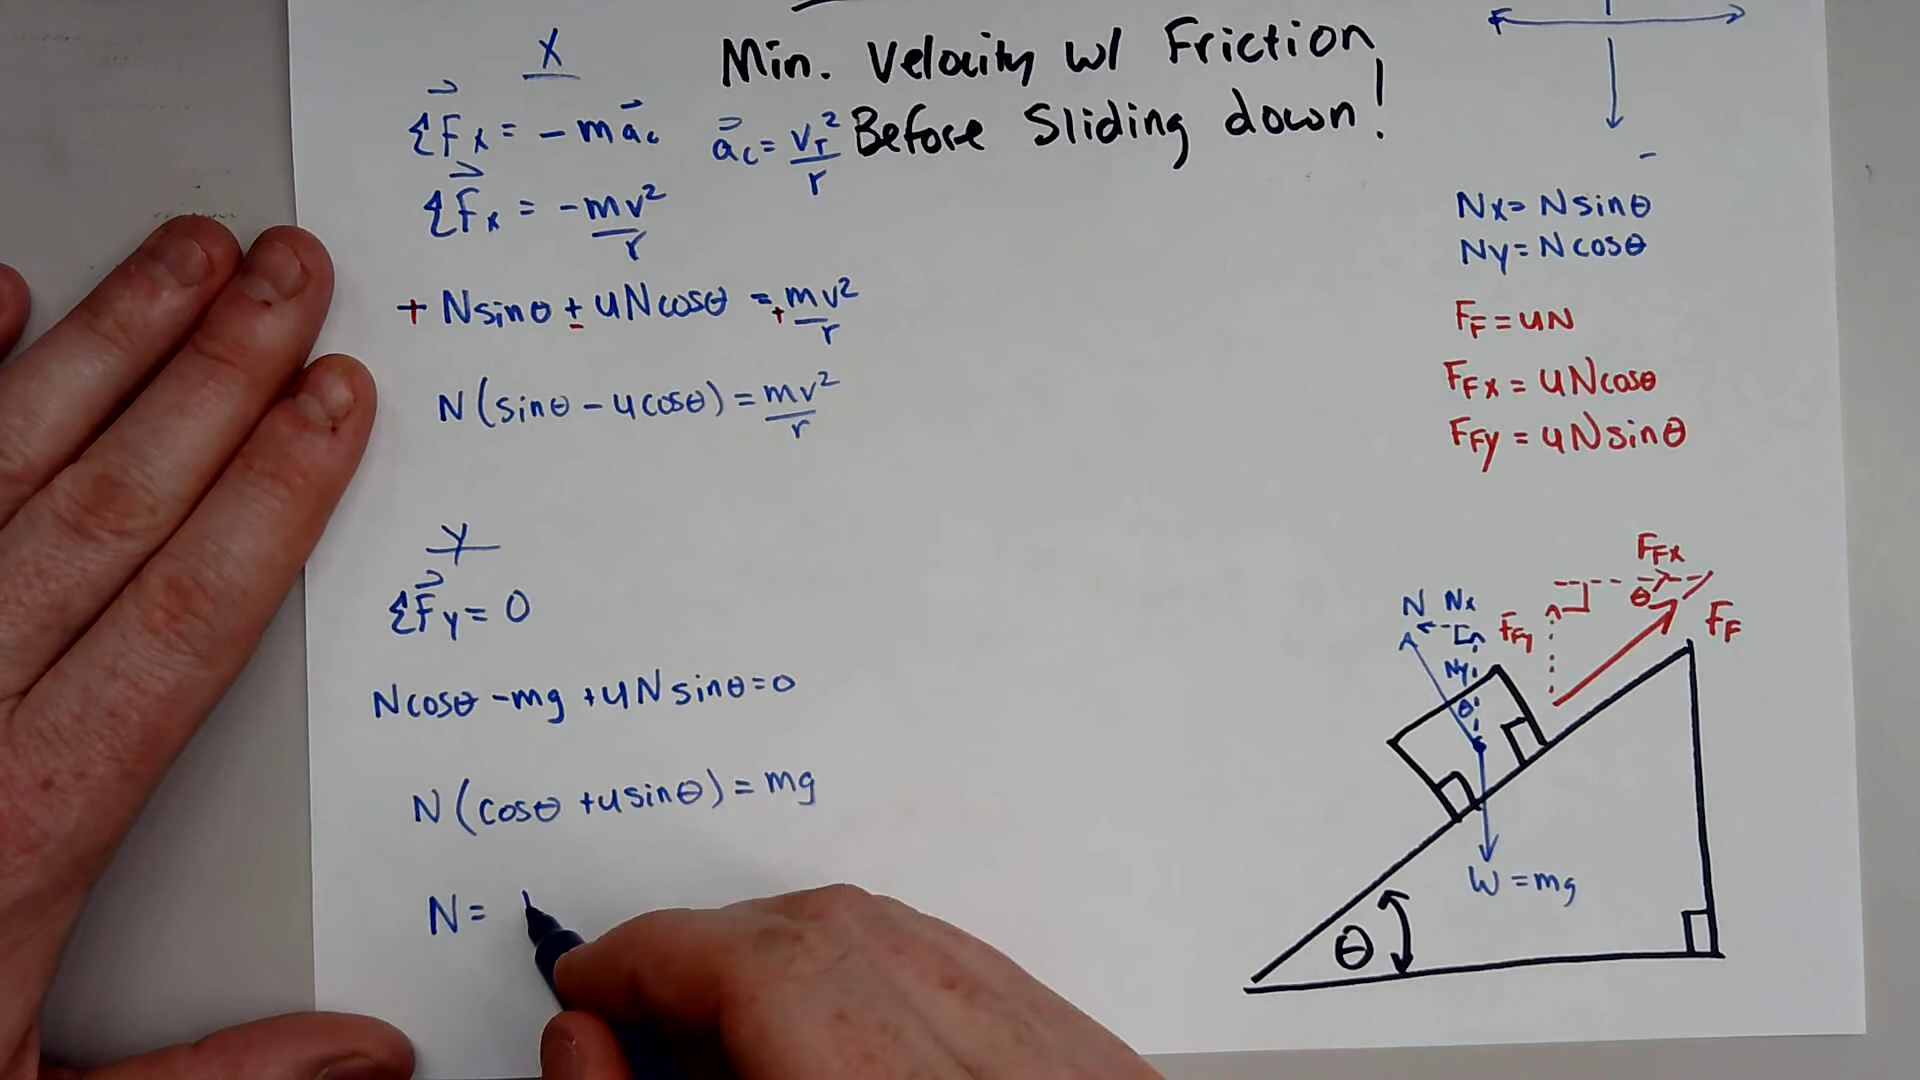 X
Min. Velocity w/ Friction
Before Sliding down!
ΣF⃗x = -ma⃗c
a⃗c = vT²/r
ΣF⃗x = -mv²/r
+ Nsinθ ± uNcosθ = + mv²/r
N(sinθ - ucosθ) = mv²/r
Y
ΣF⃗y = 0
Ncosθ - mg + uNsinθ = 0
N(cosθ + usinθ) = mg
N =
Nx = Nsinθ
Ny = Ncosθ
FF = uN
FFx = uNcosθ
FFy = uNsinθ
FFx
N Nx
FFy
θ
FF
Ny
θ
W = mg
θ